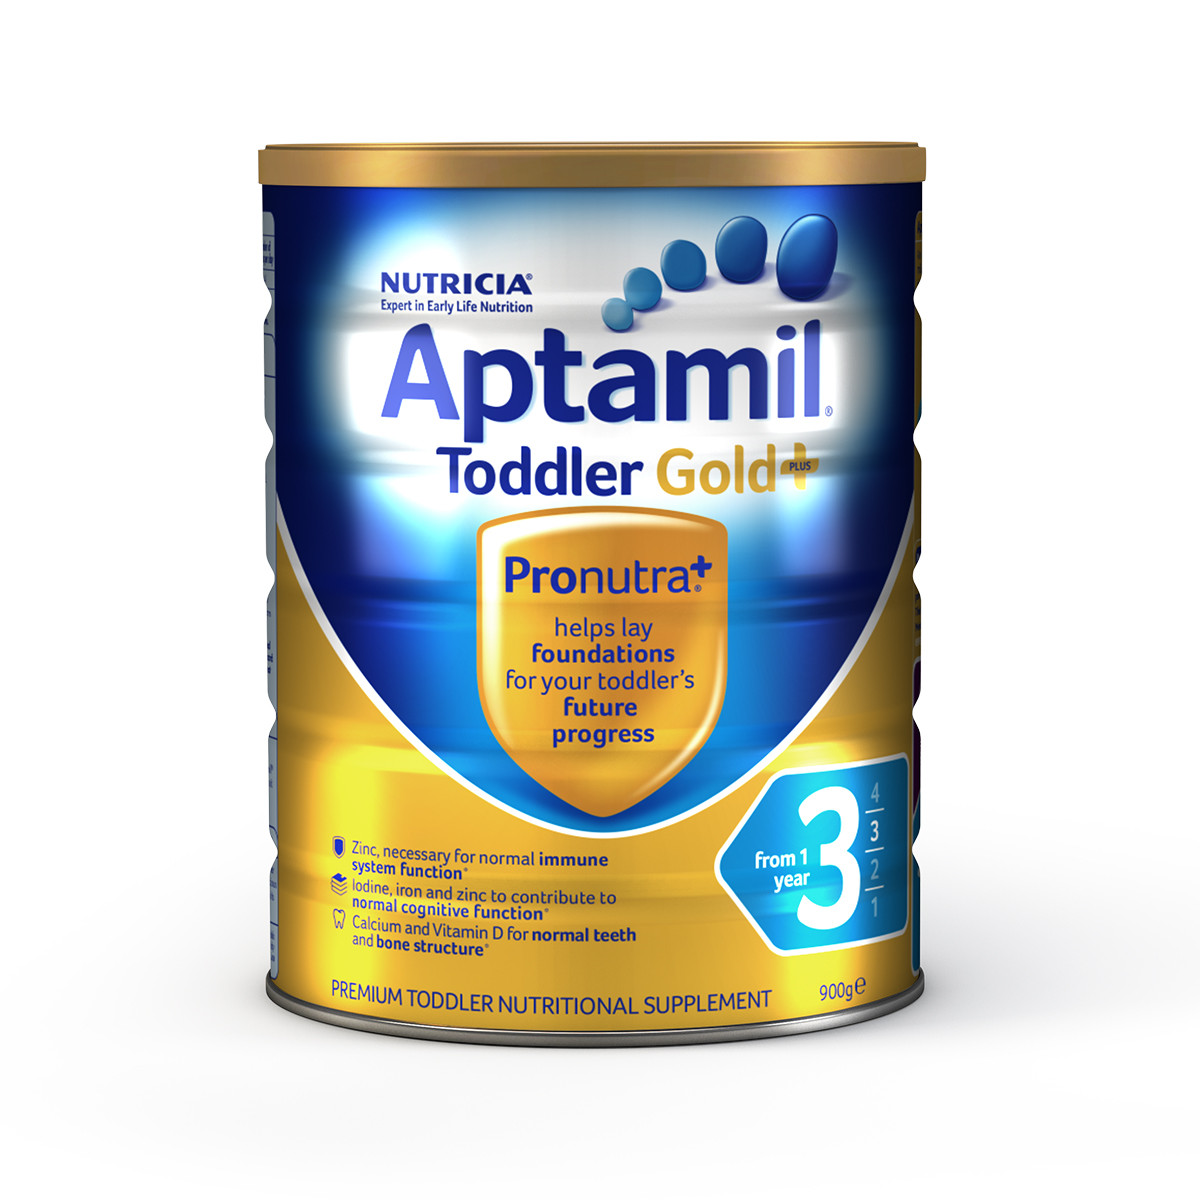 NUTRICIA®
Expert in Early Life Nutrition
Aptamil®
Toddler Gold+ PLUS
Pronutra+®
helps lay
foundations
for your toddler's
future
progress
Zinc, necessary for normal immune
system function*
Iodine, iron and zinc to contribute to
normal cognitive function*
Calcium and Vitamin D for normal teeth
and bone structure*
from 1
year
3
4
3
2
1
PREMIUM TODDLER NUTRITIONAL SUPPLEMENT
900g℮